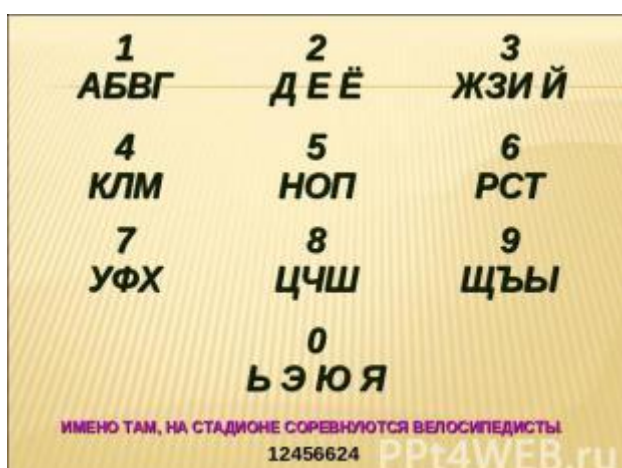 1 2 3
АБВГ Д Е Ё ЖЗИ Й
4 5 6
КЛМ НОП РСТ
7 8 9
УФХ ЦЧШ ЩЪЫ
0
Ь Э Ю Я
ИМЕНО ТАМ, НА СТАДИОНЕ СОРЕВНУЮТСЯ ВЕЛОСИПЕДИСТЫ.
12456624
PPt4WEB.ru